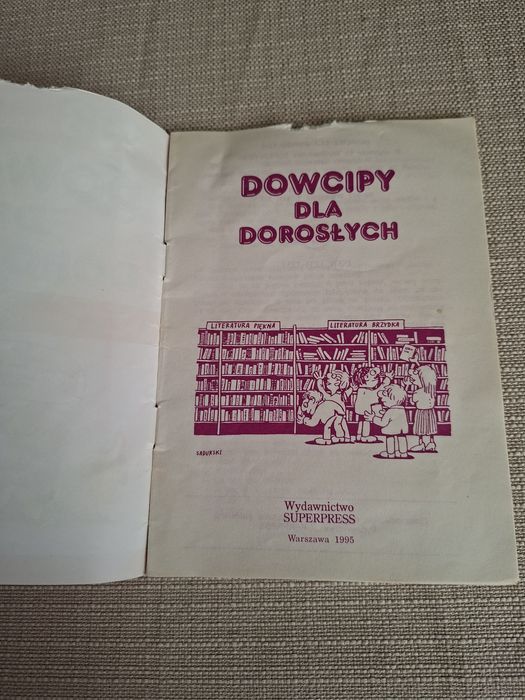 DOWCIPY
DLA
DOROSŁYCH
LITERATURA PIĘKNA
LITERATURA BRZYDKA
SADURSKI
Wydawnictwo
SUPERPRESS
Warszawa 1995